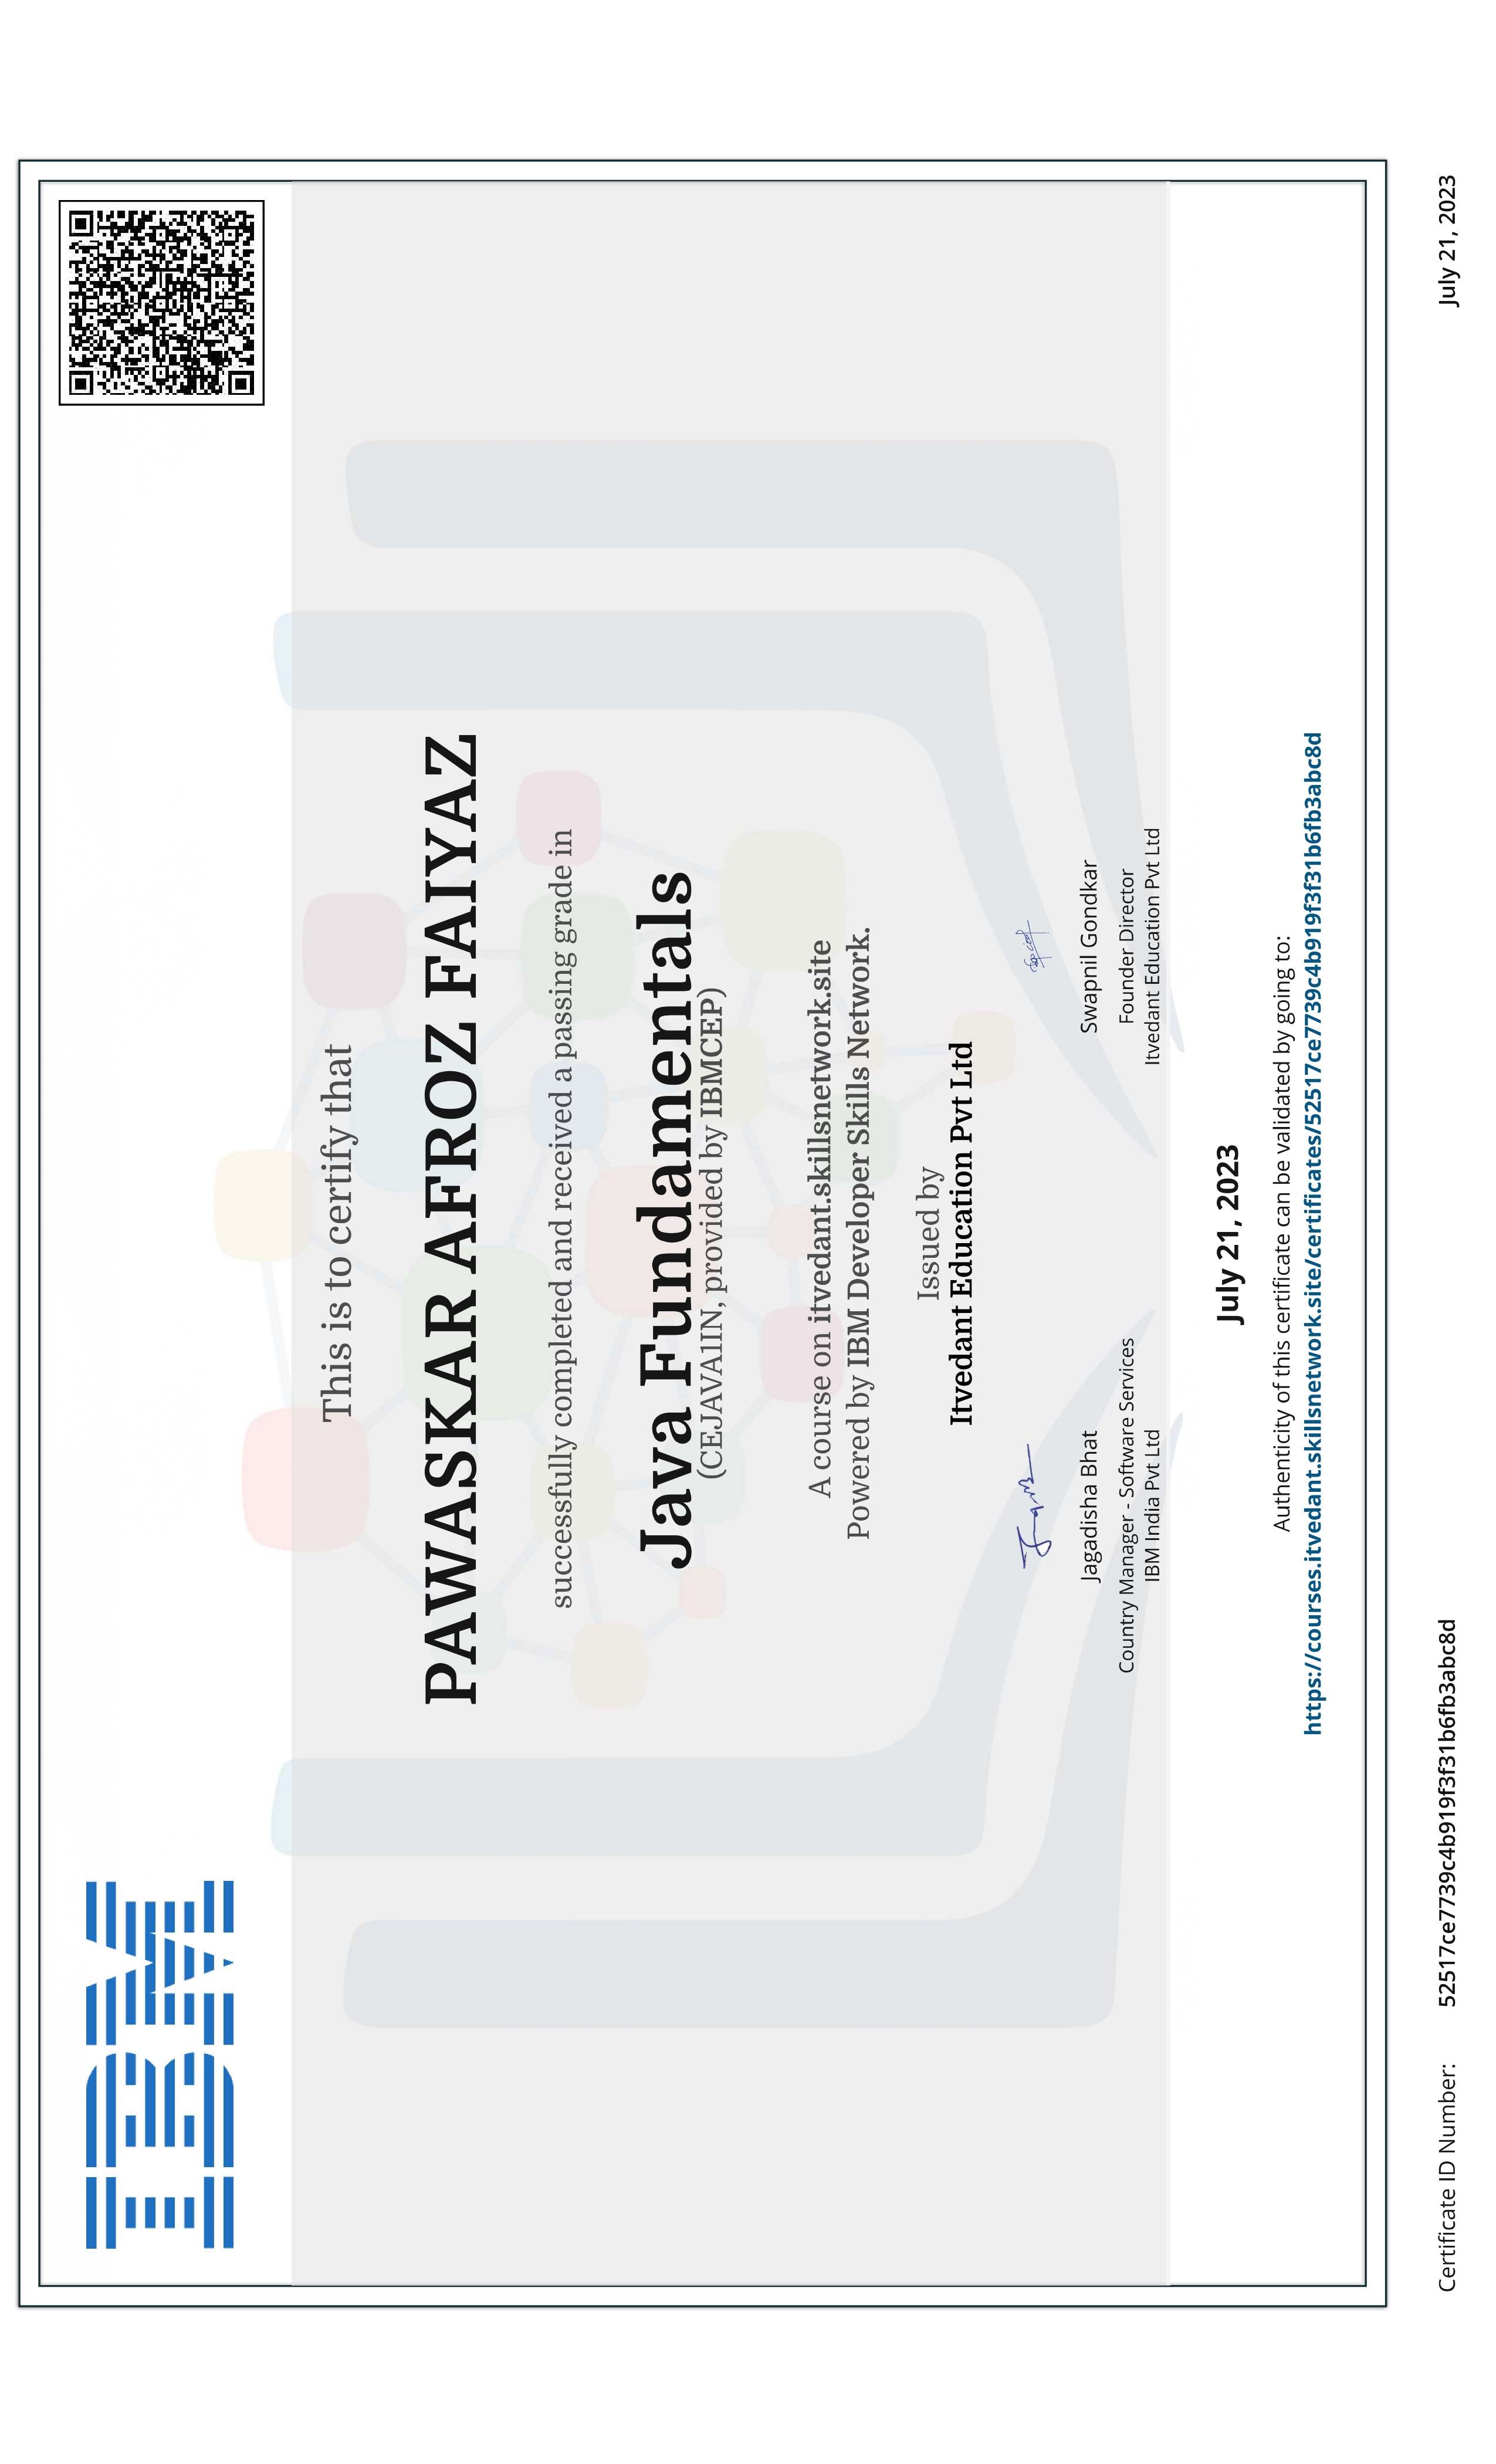 IBM
This is to certify that
PAWASKAR AFROZ FAIYAZ
successfully completed and received a passing grade in
Java Fundamentals
(CEJAVA1IN, provided by IBMCEP)
A course on itvedant.skillsnetwork.site
Powered by IBM Developer Skills Network.
Issued by
Itvedant Education Pvt Ltd
Jagadisha Bhat
Country Manager - Software Services
IBM India Pvt Ltd
Swapnil Gondkar
Founder Director
Itvedant Education Pvt Ltd
July 21, 2023
Authenticity of this certificate can be validated by going to:
https://courses.itvedant.skillsnetwork.site/certificates/52517ce7739c4b919f3f31b6fb3abc8d
Certificate ID Number: 52517ce7739c4b919f3f31b6fb3abc8d
July 21, 2023